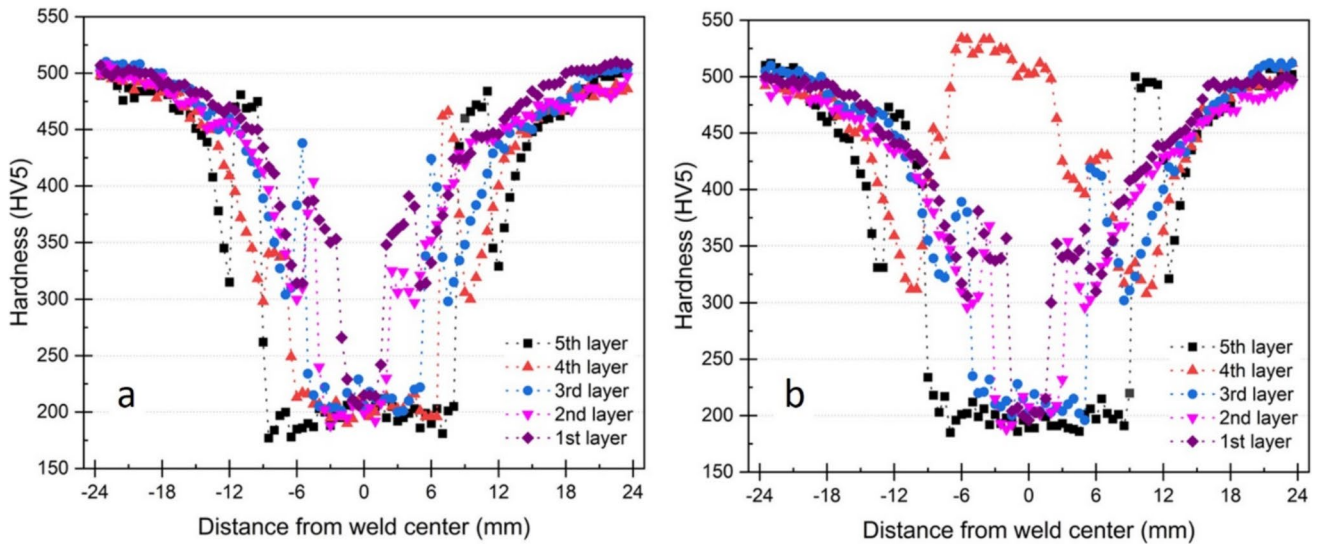 550
500
450
400
350
300
250
200
150
Hardness (HV5)
-24 -18 -12 -6 0 6 12 18 24
Distance from weld center (mm)
a
5th layer
4th layer
3rd layer
2nd layer
1st layer
550
500
450
400
350
300
250
200
150
Hardness (HV5)
-24 -18 -12 -6 0 6 12 18 24
Distance from weld center (mm)
b
5th layer
4th layer
3rd layer
2nd layer
1st layer